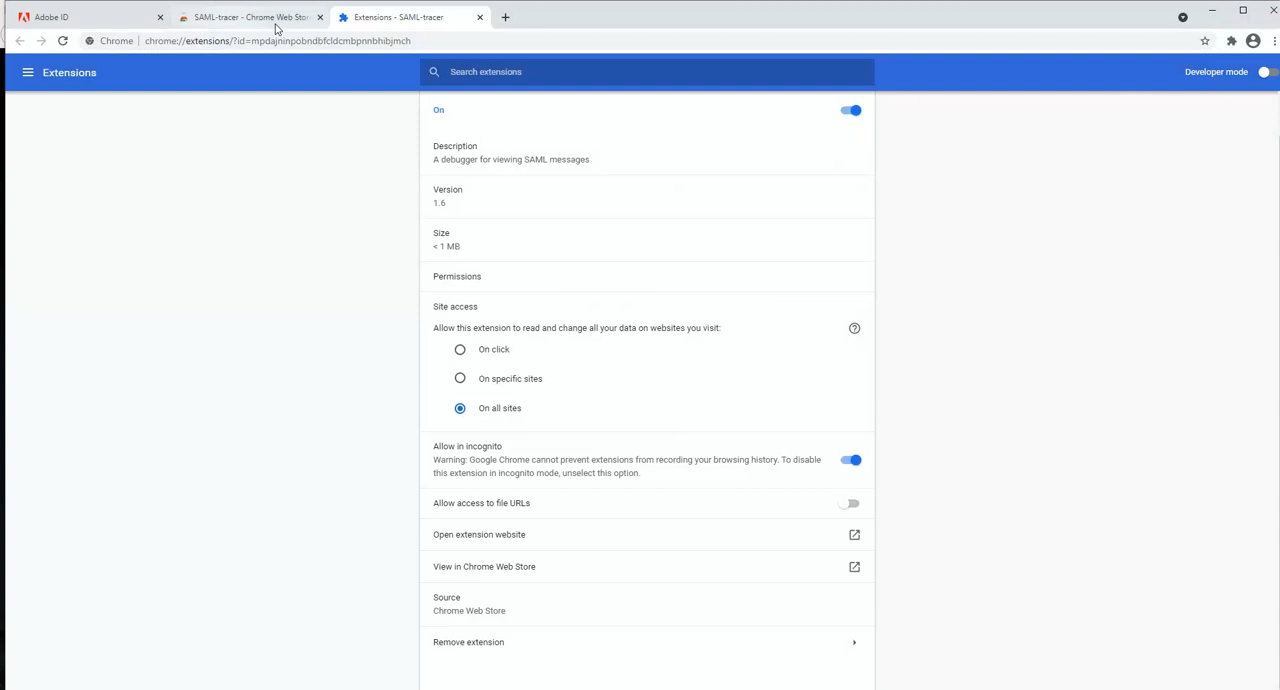 Adobe ID
SAML-tracer - Chrome Web Stor
Extensions - SAML-tracer
Chrome
chrome://extensions/?id=mpdajninpobndbfcldcmbpnnbhibjmch
Extensions
Search extensions
Developer mode
On
Description
A debugger for viewing SAML messages
Version
1.6
Size
< 1 MB
Permissions
Site access
Allow this extension to read and change all your data on websites you visit:
On click
On specific sites
On all sites
Allow in incognito
Warning: Google Chrome cannot prevent extensions from recording your browsing history. To disable
this extension in incognito mode, unselect this option.
Allow access to file URLs
Open extension website
View in Chrome Web Store
Source
Chrome Web Store
Remove extension